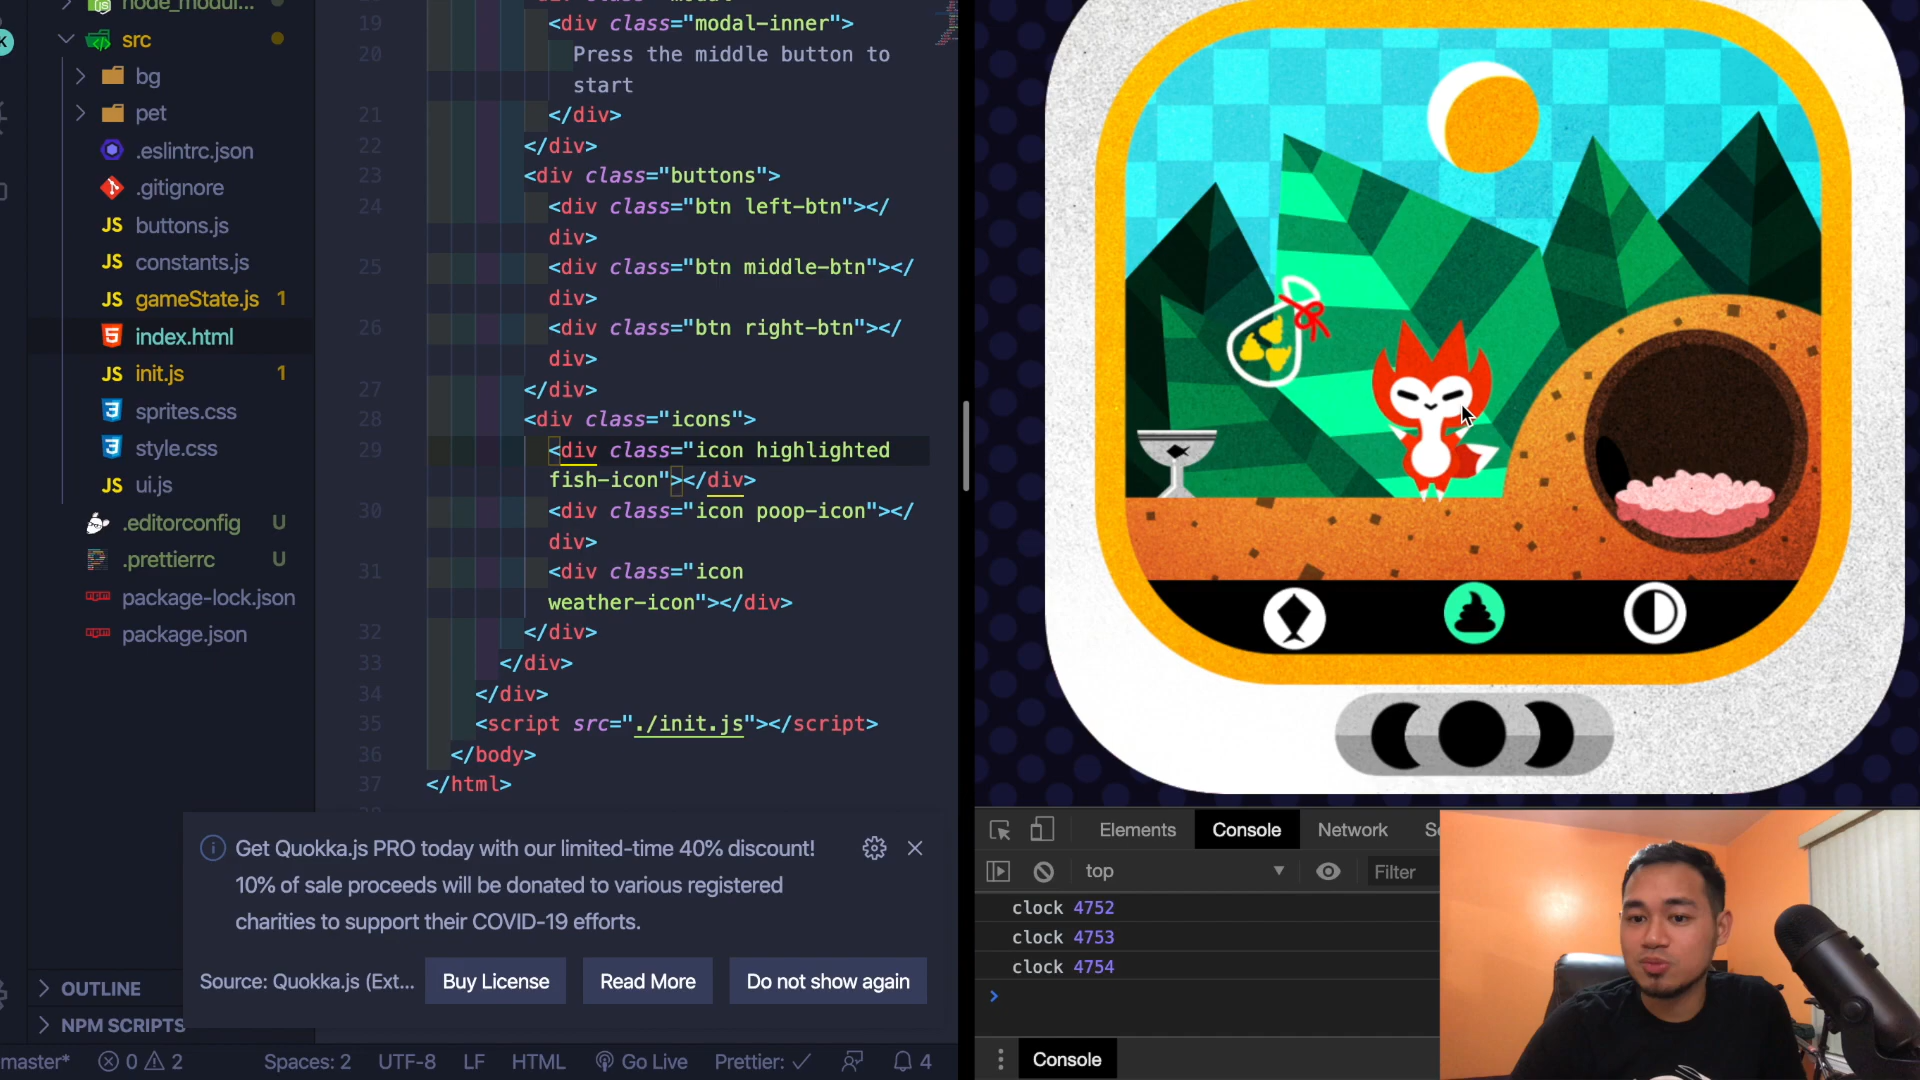 node_modul...
src
bg
pet
.eslintrc.json
.gitignore
JS buttons.js
JS constants.js
JS gameState.js 1
index.html
JS init.js 1
sprites.css
style.css
JS ui.js
.editorconfig U
.prettierrc U
package-lock.json
package.json
OUTLINE
NPM SCRIPTS
19 <div class="modal-inner">
20 Press the middle button to
start
21 </div>
22 </div>
23 <div class="buttons">
24 <div class="btn left-btn"></
div>
25 <div class="btn middle-btn"></
div>
26 <div class="btn right-btn"></
div>
27 </div>
28 <div class="icons">
29 <div class="icon highlighted
fish-icon"></div>
30 <div class="icon poop-icon"></
div>
31 <div class="icon
weather-icon"></div>
32 </div>
33 </div>
34 </div>
35 <script src="./init.js"></script>
36 </body>
37 </html>
Get Quokka.js PRO today with our limited-time 40% discount!
10% of sale proceeds will be donated to various registered
charities to support their COVID-19 efforts.
Source: Quokka.js (Ext... Buy License Read More Do not show again
master* 0 2 Spaces: 2 UTF-8 LF HTML Go Live Prettier: ✓ 4
Elements Console Network
top Filter
clock 4752
clock 4753
clock 4754
>
Console